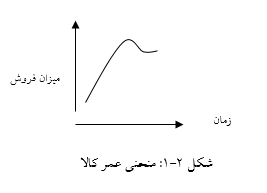 میزان فروش
زمان
شکل ۲-۱: منحنی عمر کالا